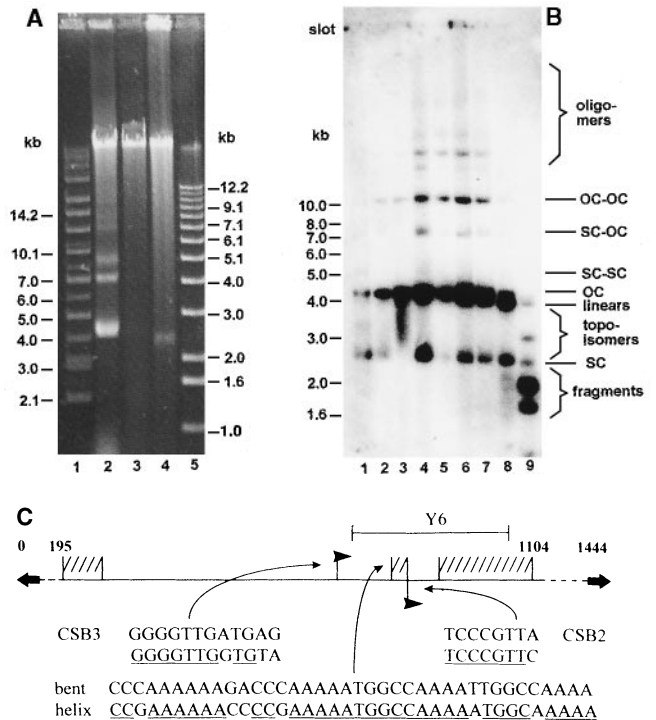 A
B
slot
kb
kb
kb
14.2
10.1
7.0
6.0
5.0
4.0
3.0
2.1
12.2
9.1
7.1
6.1
5.1
4.0
3.0
2.0
1.6
1.0
1 2 3 4 5
10.0
8.0
7.0
6.0
5.0
4.0
3.0
2.0
1.6
oligo-
mers
OC-OC
SC-OC
SC-SC
OC
linears
topo-
isomers
SC
fragments
1 2 3 4 5 6 7 8 9
C
Y6
0 195 1104 1444
CSB3 GGGGTTGATGAG TCCCGTTA CSB2
GGGGTTGGTGTA TCCCGTTC
bent CCCAAAAAAGACCCAAAAATGGCCAAAATTGGCCAAAA
helix CCGAAAAAACCCCGAAAAATGGCCAAAAATGGCAAAAA